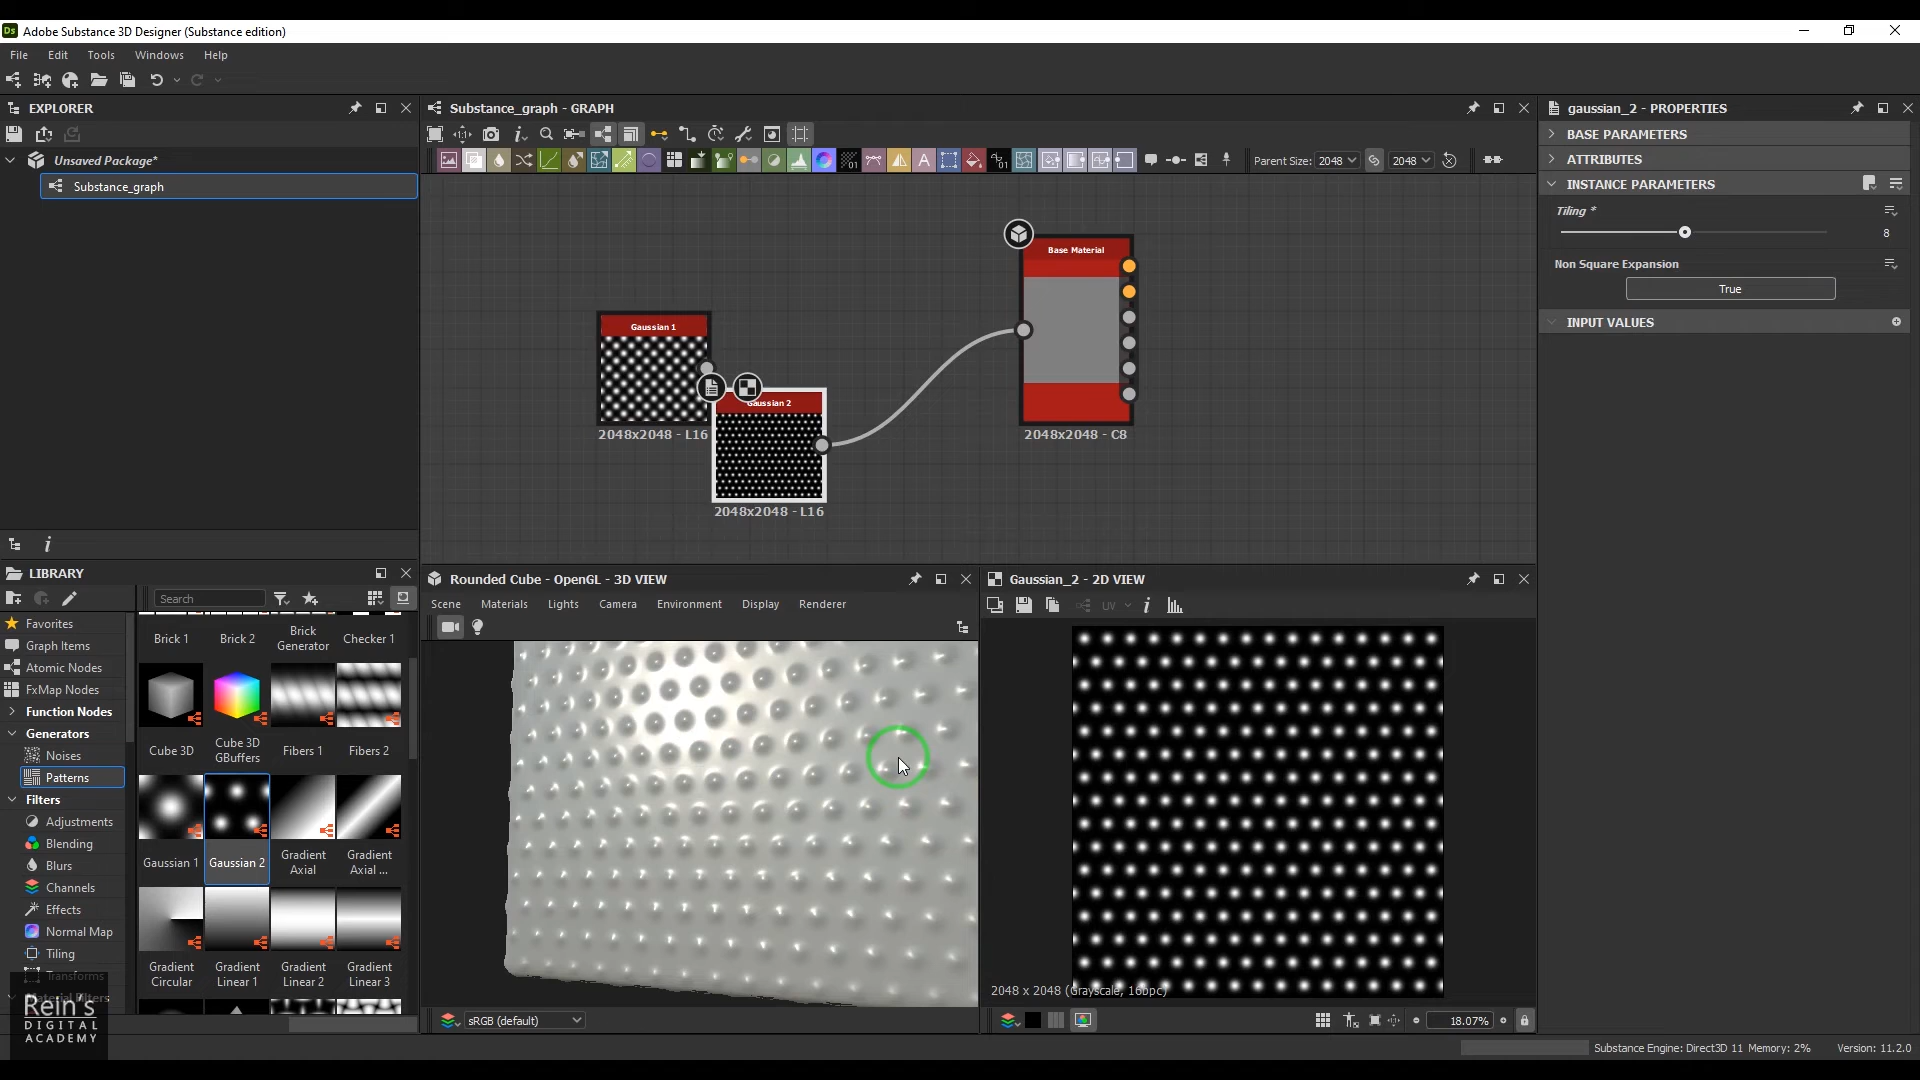 Ds Adobe Substance 3D Designer (Substance edition)
File Edit Tools Windows Help
EXPLORER
Unsaved Package*
Substance_graph
Substance_graph - GRAPH
Parent Size: 2048 2048
Gaussian 1
2048x2048 - L16
Gaussian 2
2048x2048 - L16
Base Material
2048x2048 - C8
gaussian_2 - PROPERTIES
BASE PARAMETERS
ATTRIBUTES
INSTANCE PARAMETERS
Tiling *
8
Non Square Expansion
True
INPUT VALUES
LIBRARY
Search
Favorites
Graph Items
Atomic Nodes
FxMap Nodes
Function Nodes
Generators
Noises
Patterns
Filters
Adjustments
Blending
Blurs
Channels
Effects
Normal Map
Tiling
Transforms
Material Filters
Brick 1 Brick 2 Brick Generator Checker 1
Cube 3D Cube 3D GBuffers Fibers 1 Fibers 2
Gaussian 1 Gaussian 2 Gradient Axial Gradient Axial ...
Gradient Circular Gradient Linear 1 Gradient Linear 2 Gradient Linear 3
Rein's
DIGITAL
ACADEMY
Rounded Cube - OpenGL - 3D VIEW
Scene Materials Lights Camera Environment Display Renderer
sRGB (default)
Gaussian_2 - 2D VIEW
UV
2048 x 2048 (Grayscale, 16bpc)
18.07%
Substance Engine: Direct3D 11 Memory: 2% Version: 11.2.0